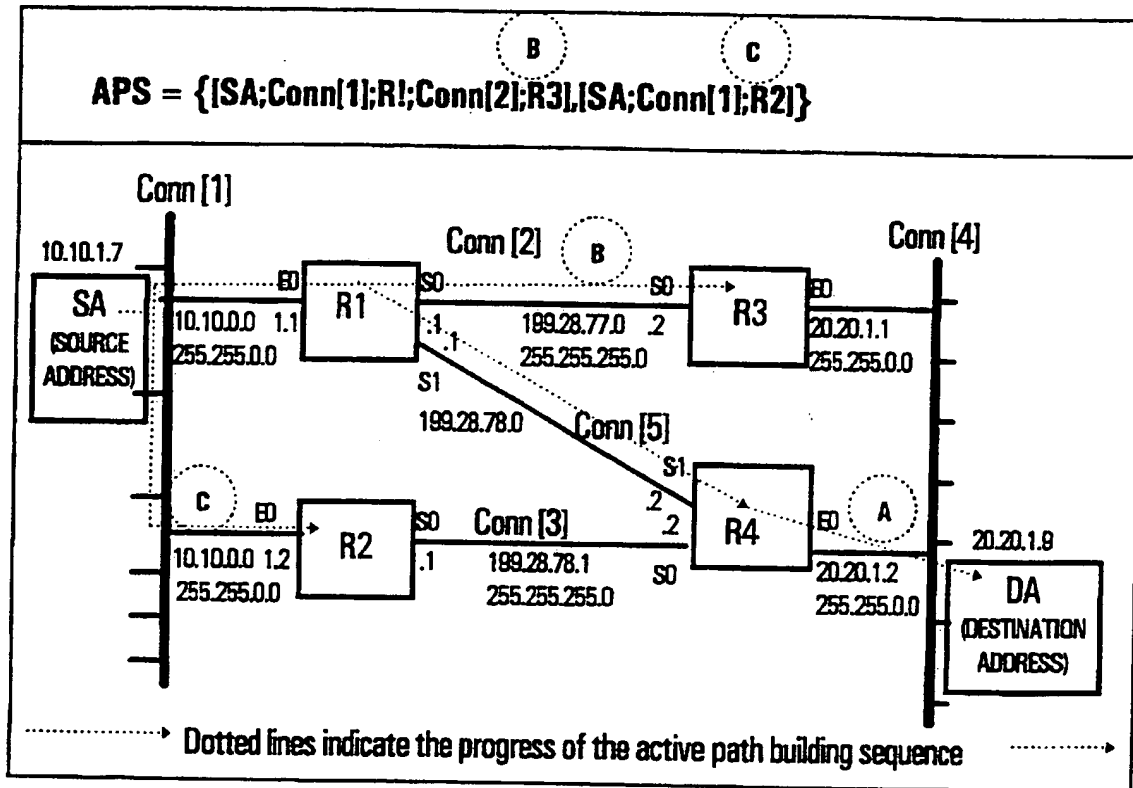 B
C
APS = {[SA;Conn[1];R!;Conn[2];R3],[SA;Conn[1];R2]}
Conn [1]
Conn [2]
B
Conn [4]
10.10.1.7
SA
(SOURCE
ADDRESS)
E0
R1
S0
S0
R3
E0
10.10.0.0 1.1
255.255.0.0
.1
.1
199.28.77.0 .2
255.255.255.0
20.20.1.1
255.255.0.0
S1
199.28.78.0
Conn [5]
S1
.2
.2
C
E0
R2
S0
Conn [3]
R4
E0
A
10.10.0.0 1.2
255.255.0.0
.1
199.28.78.1
255.255.255.0
S0
20.20.1.2
255.255.0.0
20.20.1.9
DA
(DESTINATION
ADDRESS)
Dotted lines indicate the progress of the active path building sequence